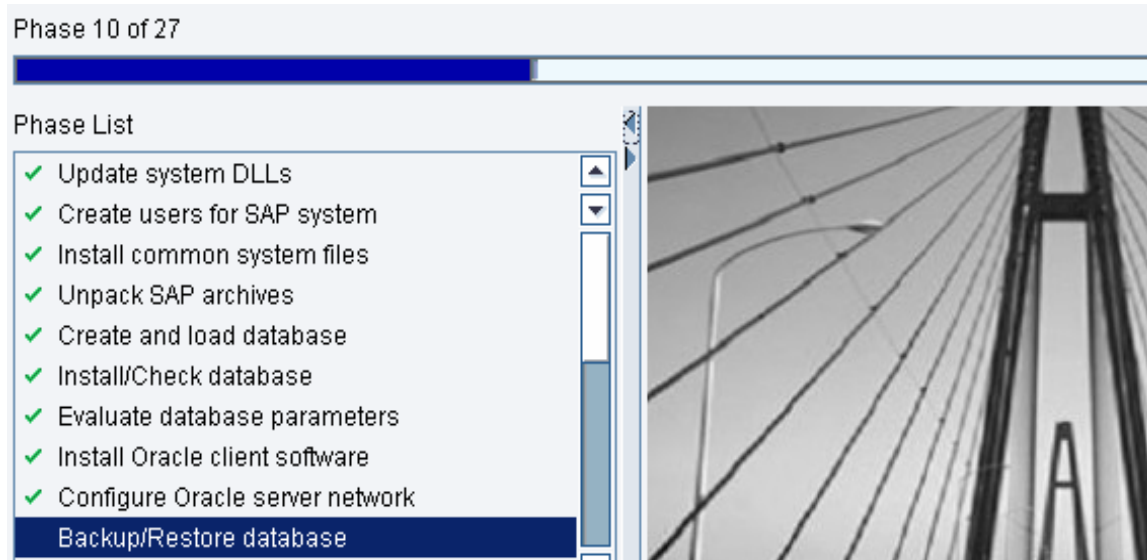 Phase 10 of 27
Phase List
Update system DLLs
Create users for SAP system
Install common system files
Unpack SAP archives
Create and load database
Install/Check database
Evaluate database parameters
Install Oracle client software
Configure Oracle server network
Backup/Restore database